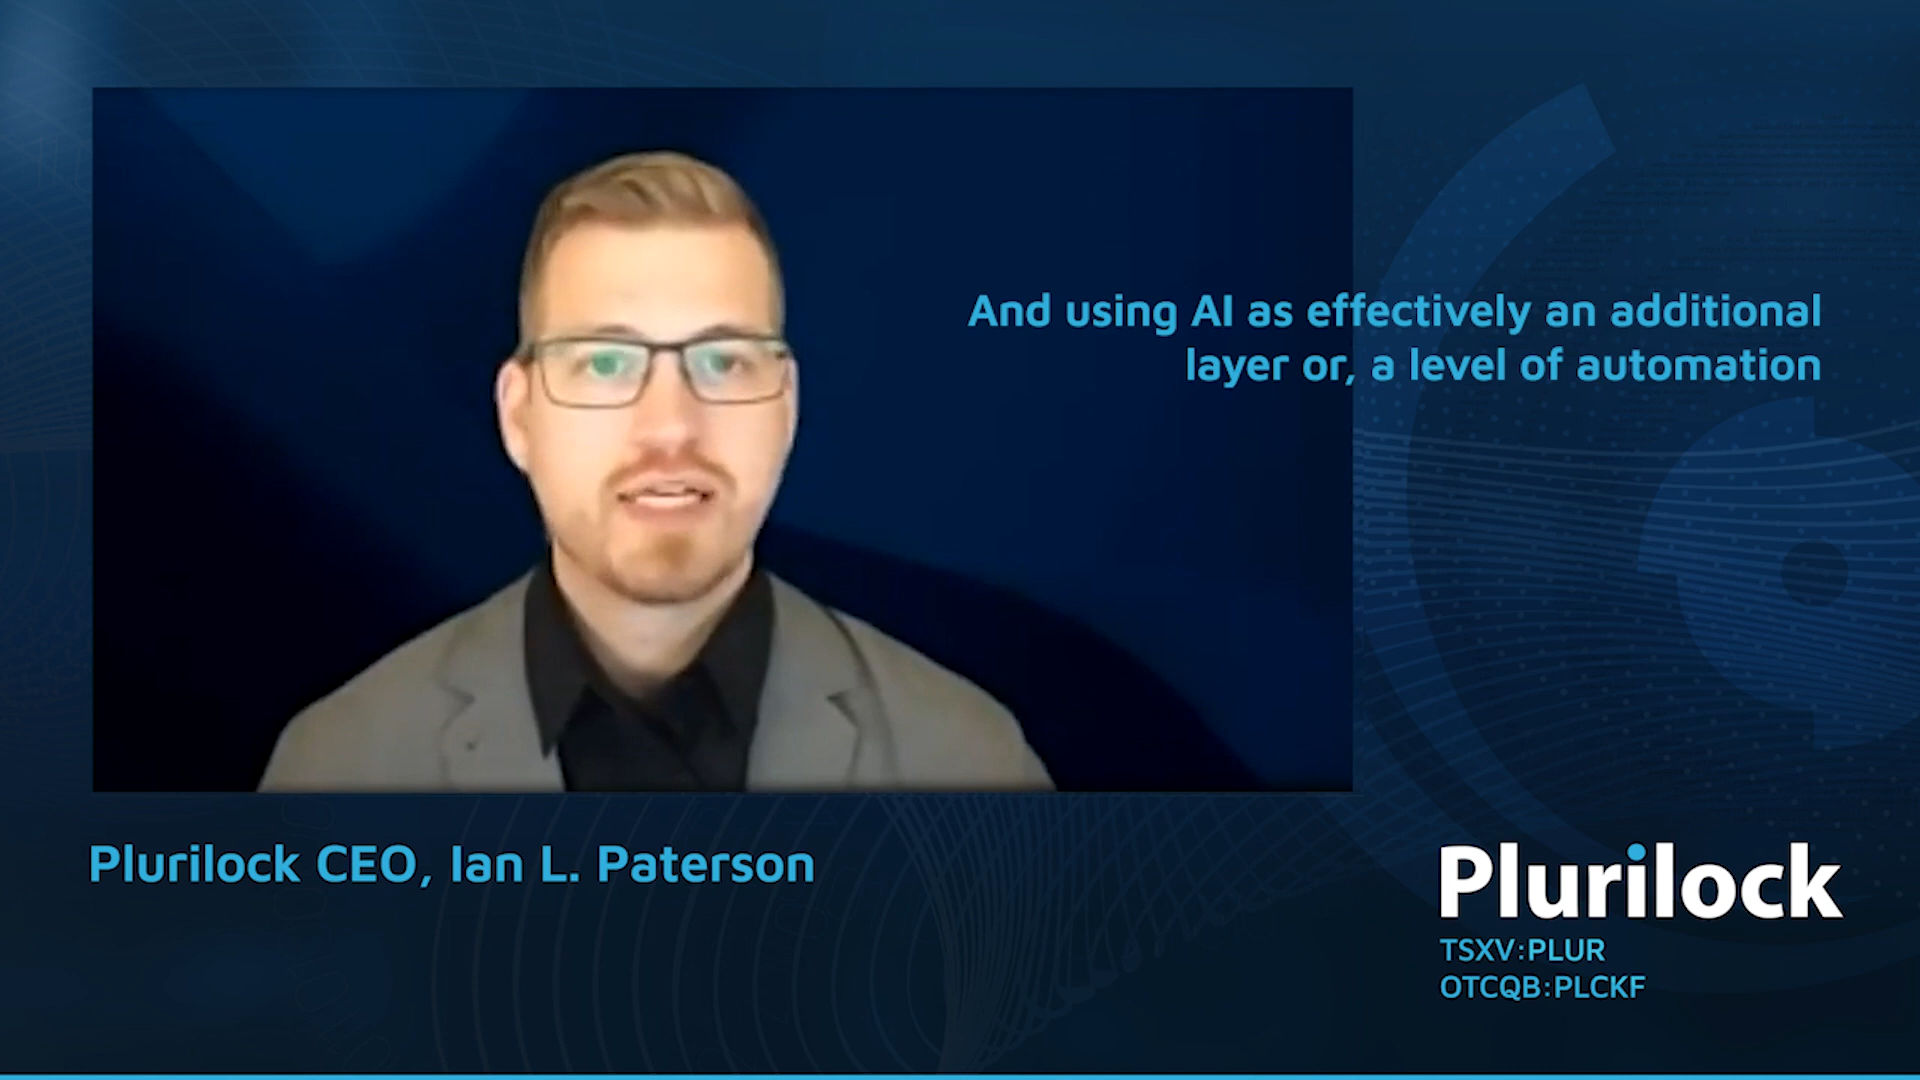 And using AI as effectively an additional
layer or, a level of automation
Plurilock CEO, Ian L. Paterson
Plurilock
TSXV:PLUR
OTCQB:PLCKF